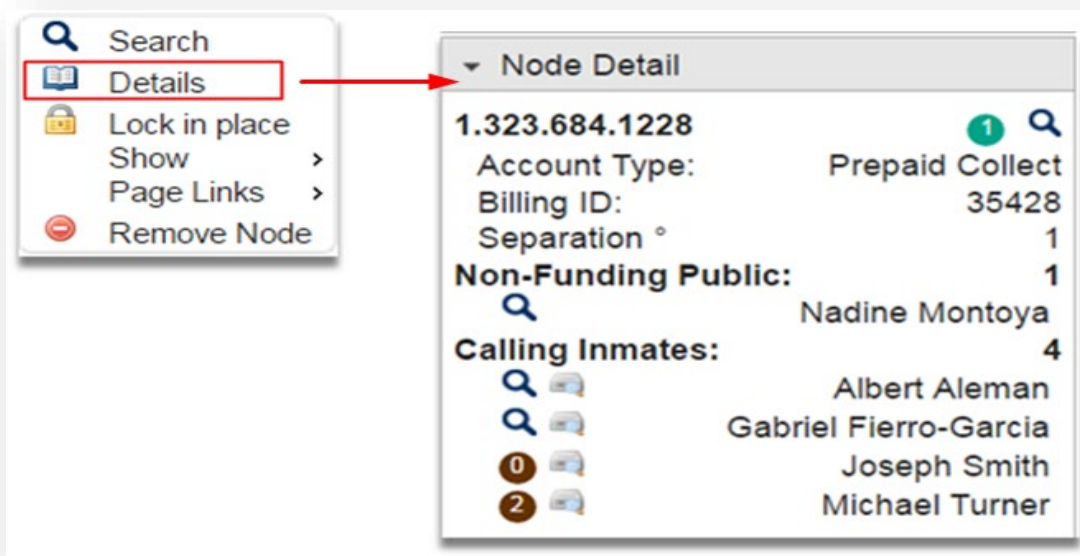 Search
Details
Lock in place
Show >
Page Links >
Remove Node
Node Detail
1.323.684.1228 1
Account Type: Prepaid Collect
Billing ID: 35428
Separation ° 1
Non-Funding Public: 1
Nadine Montoya
Calling Inmates: 4
Albert Aleman
Gabriel Fierro-Garcia
0 Joseph Smith
2 Michael Turner